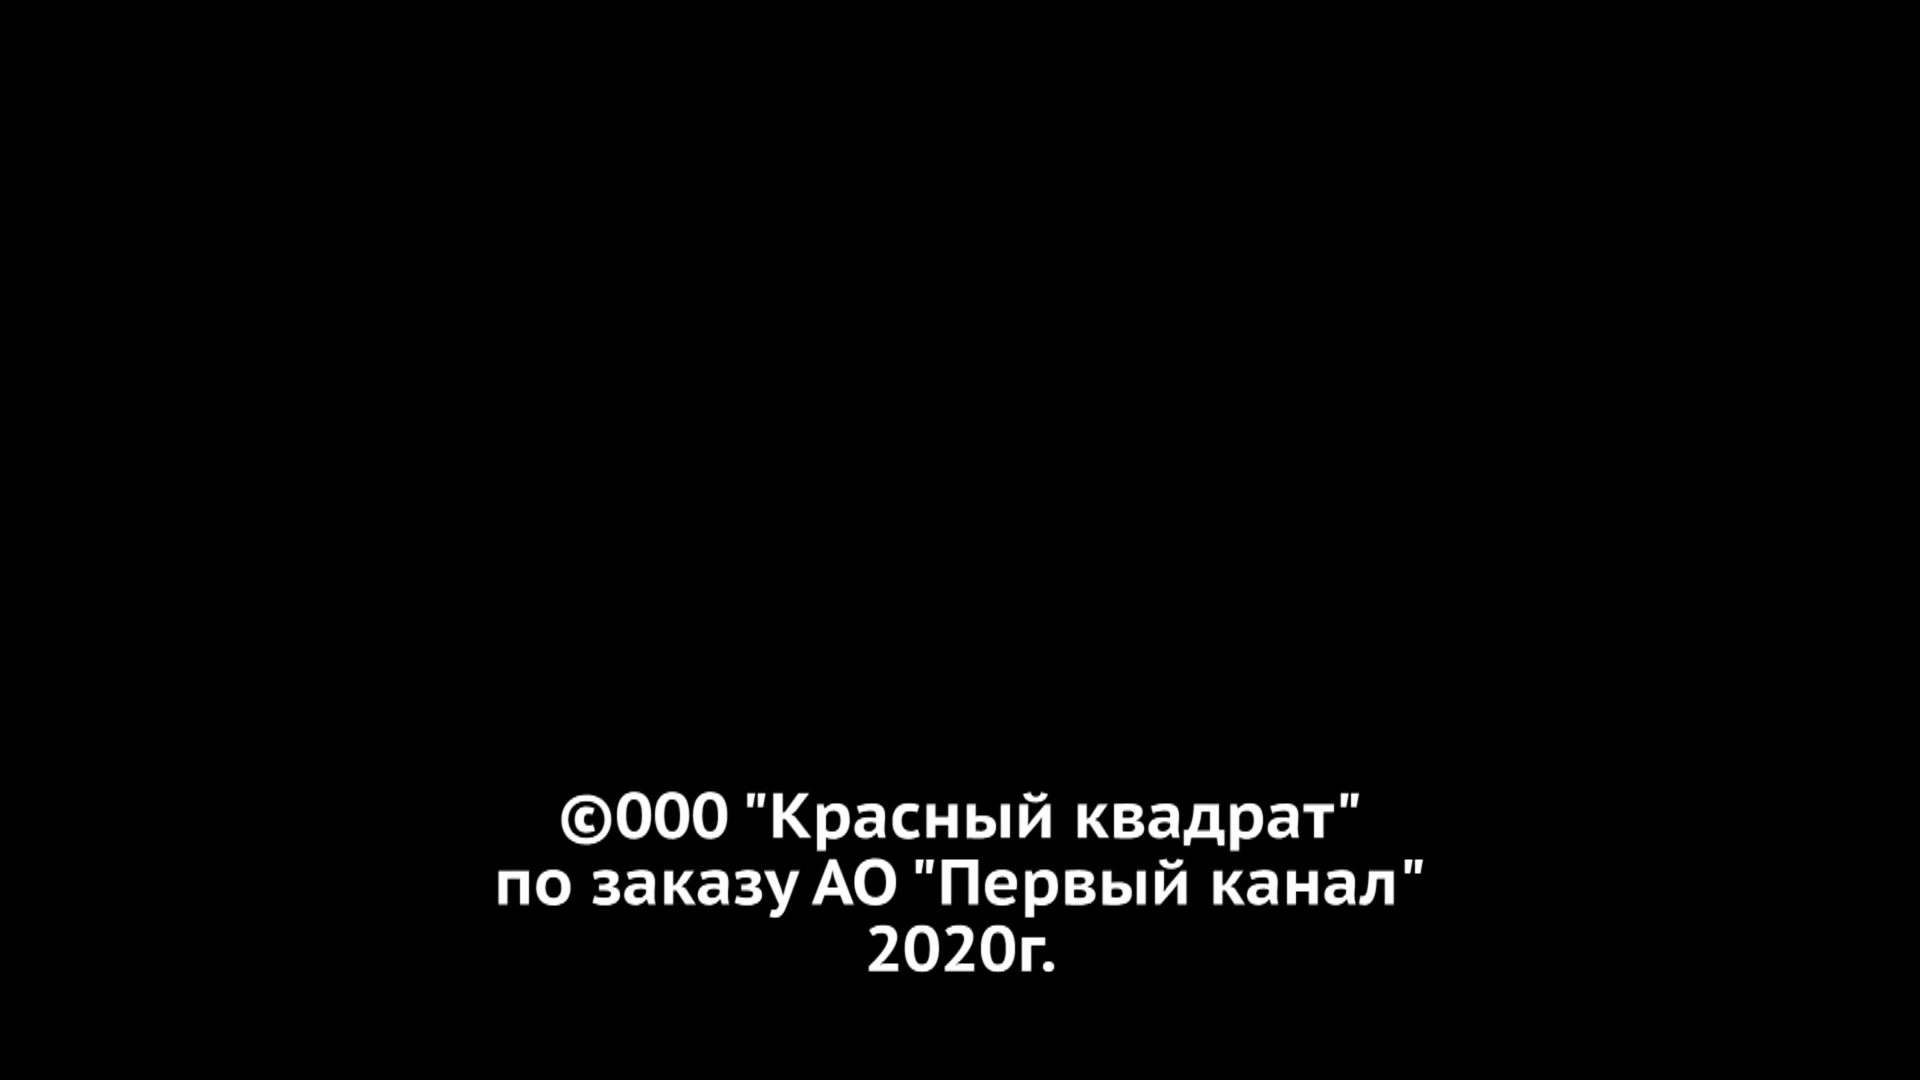 ©000 "Красный квадрат"
по заказу АО "Первый канал"
2020г.